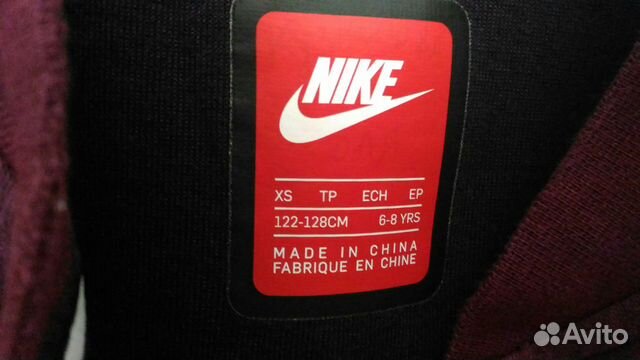 NIKE
XS TP ECH EP
122-128CM 6-8 YRS
MADE IN CHINA
FABRIQUE EN CHINE
Avito